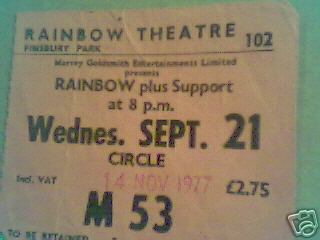 RAINBOW THEATRE
FINSBURY PARK 102
Harvey Goldsmith Entertainments Limited
presents
RAINBOW plus Support
at 8 p.m.
Wednes. SEPT. 21
CIRCLE
Incl. VAT 14 NOV 1977 £2.75
M 53
TO BE RETAINED